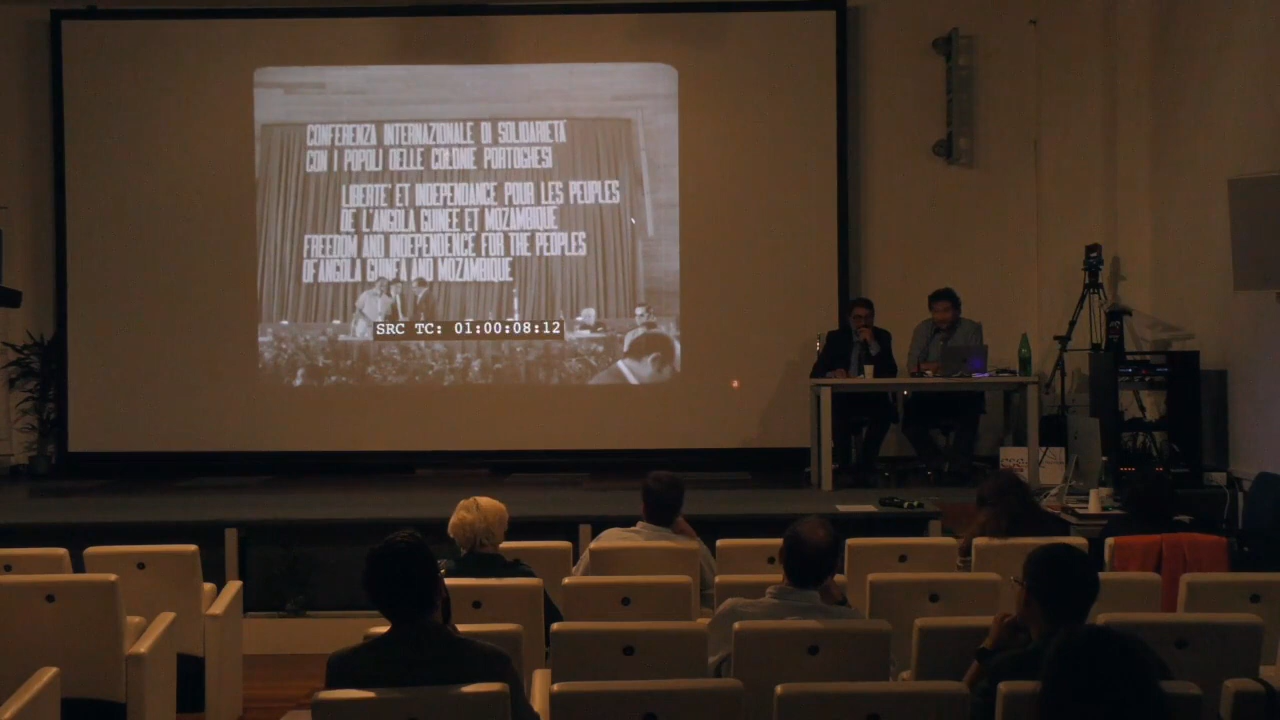 CONFERENZA INTERNAZIONALE DI SOLIDARIETÀ
CON I POPOLI DELLE COLONIE PORTOGHESI
LIBERTE' ET INDEPENDANCE POUR LES PEUPLES
DE L'ANGOLA GUINEE ET MOZAMBIQUE
FREEDOM AND INDEPENDENCE FOR THE PEOPLES
OF ANGOLA GUINEA AND MOZAMBIQUE
SRC TC: 01:00:08:12